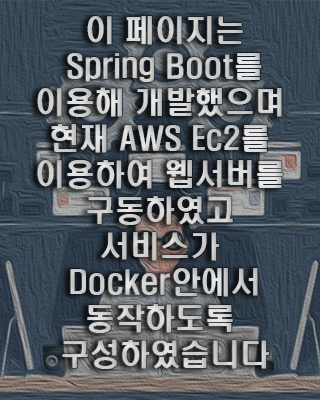 이 페이지는
Spring Boot를
이용해 개발했으며
현재 AWS Ec2를
이용하여 웹서버를
구동하였고
서비스가
Docker안에서
동작하도록
구성하였습니다